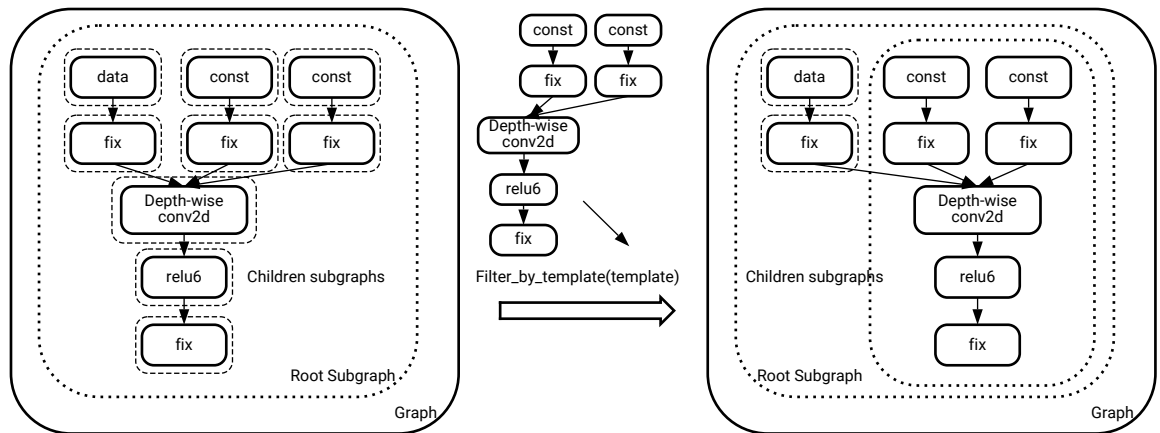 data
const
const
fix
fix
fix
Depth-wise
conv2d
relu6
Children subgraphs
fix
Root Subgraph
Graph
const
const
fix
fix
Depth-wise
conv2d
relu6
fix
Filter_by_template(template)
data
const
const
fix
fix
fix
Depth-wise
conv2d
Children subgraphs
relu6
fix
Root Subgraph
Graph